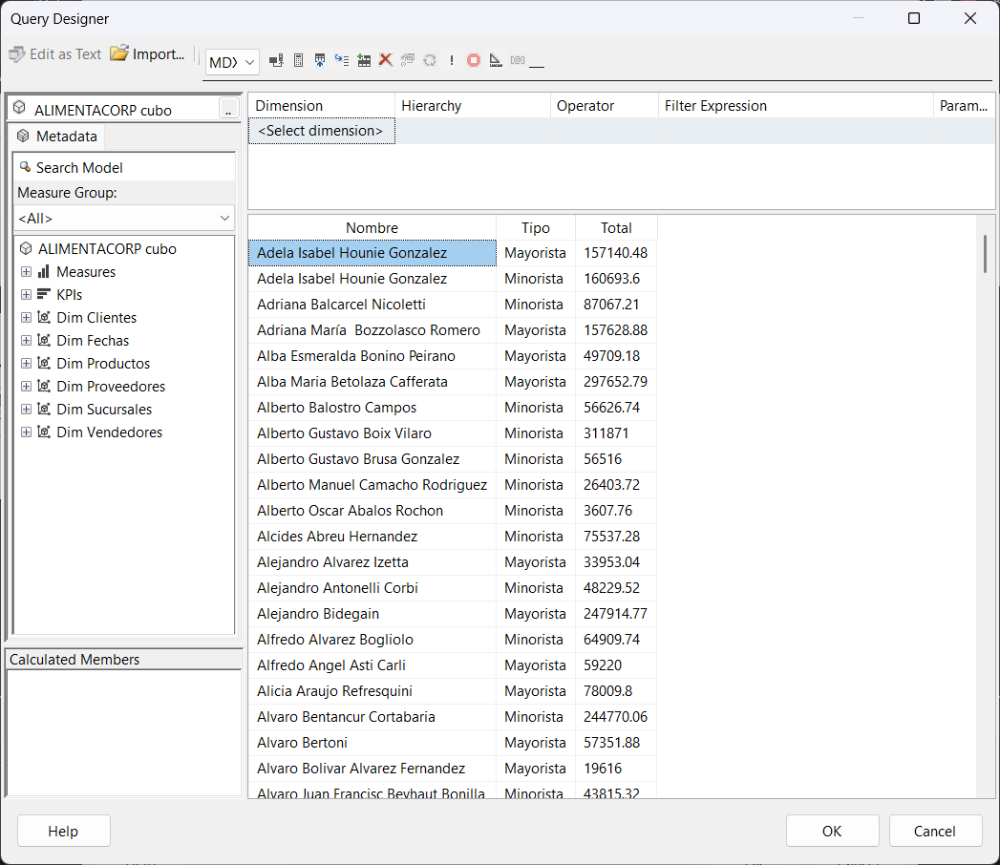 Query Designer
Edit as Text Import... MDX
ALIMENTACORP cubo ..
Metadata
Search Model
Measure Group:
<All>
ALIMENTACORP cubo
Measures
KPIs
Dim Clientes
Dim Fechas
Dim Productos
Dim Proveedores
Dim Sucursales
Dim Vendedores
Calculated Members
Dimension Hierarchy Operator Filter Expression Param...
<Select dimension>
Nombre Tipo Total
Adela Isabel Hounie Gonzalez Mayorista 157140.48
Adela Isabel Hounie Gonzalez Minorista 160693.6
Adriana Balcarcel Nicoletti Minorista 87067.21
Adriana María  Bozzolasco Romero Mayorista 157628.88
Alba Esmeralda Bonino Peirano Mayorista 49709.18
Alba Maria Betolaza Cafferata Mayorista 297652.79
Alberto Balostro Campos Minorista 56626.74
Alberto Gustavo Boix Vilaro Minorista 311871
Alberto Gustavo Brusa Gonzalez Minorista 56516
Alberto Manuel Camacho Rodriguez Minorista 26403.72
Alberto Oscar Abalos Rochon Minorista 3607.76
Alcides Abreu Hernandez Minorista 75537.28
Alejandro Alvarez Izetta Mayorista 33953.04
Alejandro Antonelli Corbi Minorista 48229.52
Alejandro Bidegain Mayorista 247914.77
Alfredo Alvarez Bogliolo Minorista 64909.74
Alfredo Angel Asti Carli Mayorista 59220
Alicia Araujo Refresquini Mayorista 78009.8
Alvaro Bentancur Cortabaria Minorista 244770.06
Alvaro Bertoni Mayorista 57351.88
Alvaro Bolivar Alvarez Fernandez Mayorista 19616
Alvaro Juan Francisc Beyhaut Bonilla Minorista 43815.32
Help OK Cancel